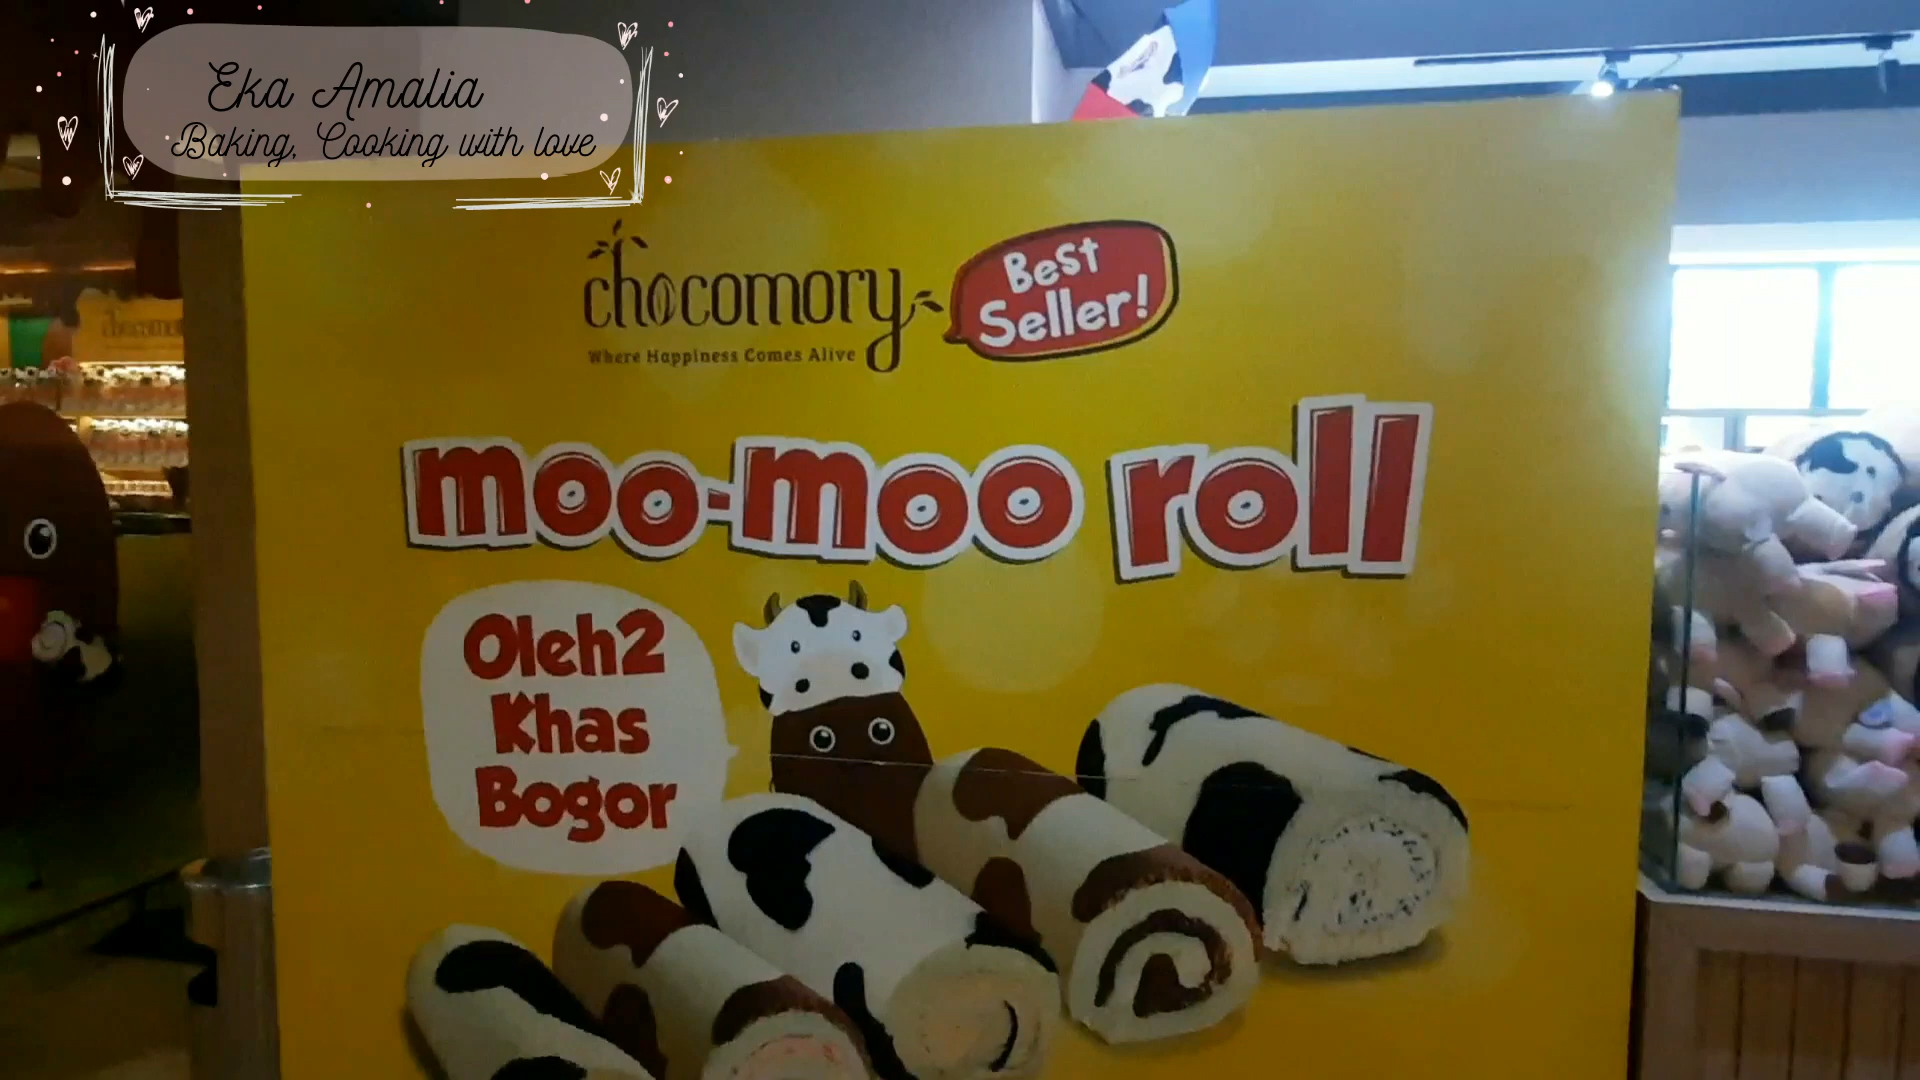 Eka Amalia
Baking, Cooking with love
chocomory
Where Happiness Comes Alive
Best
Seller!
moo-moo roll
Oleh2
Khas
Bogor
chocomory